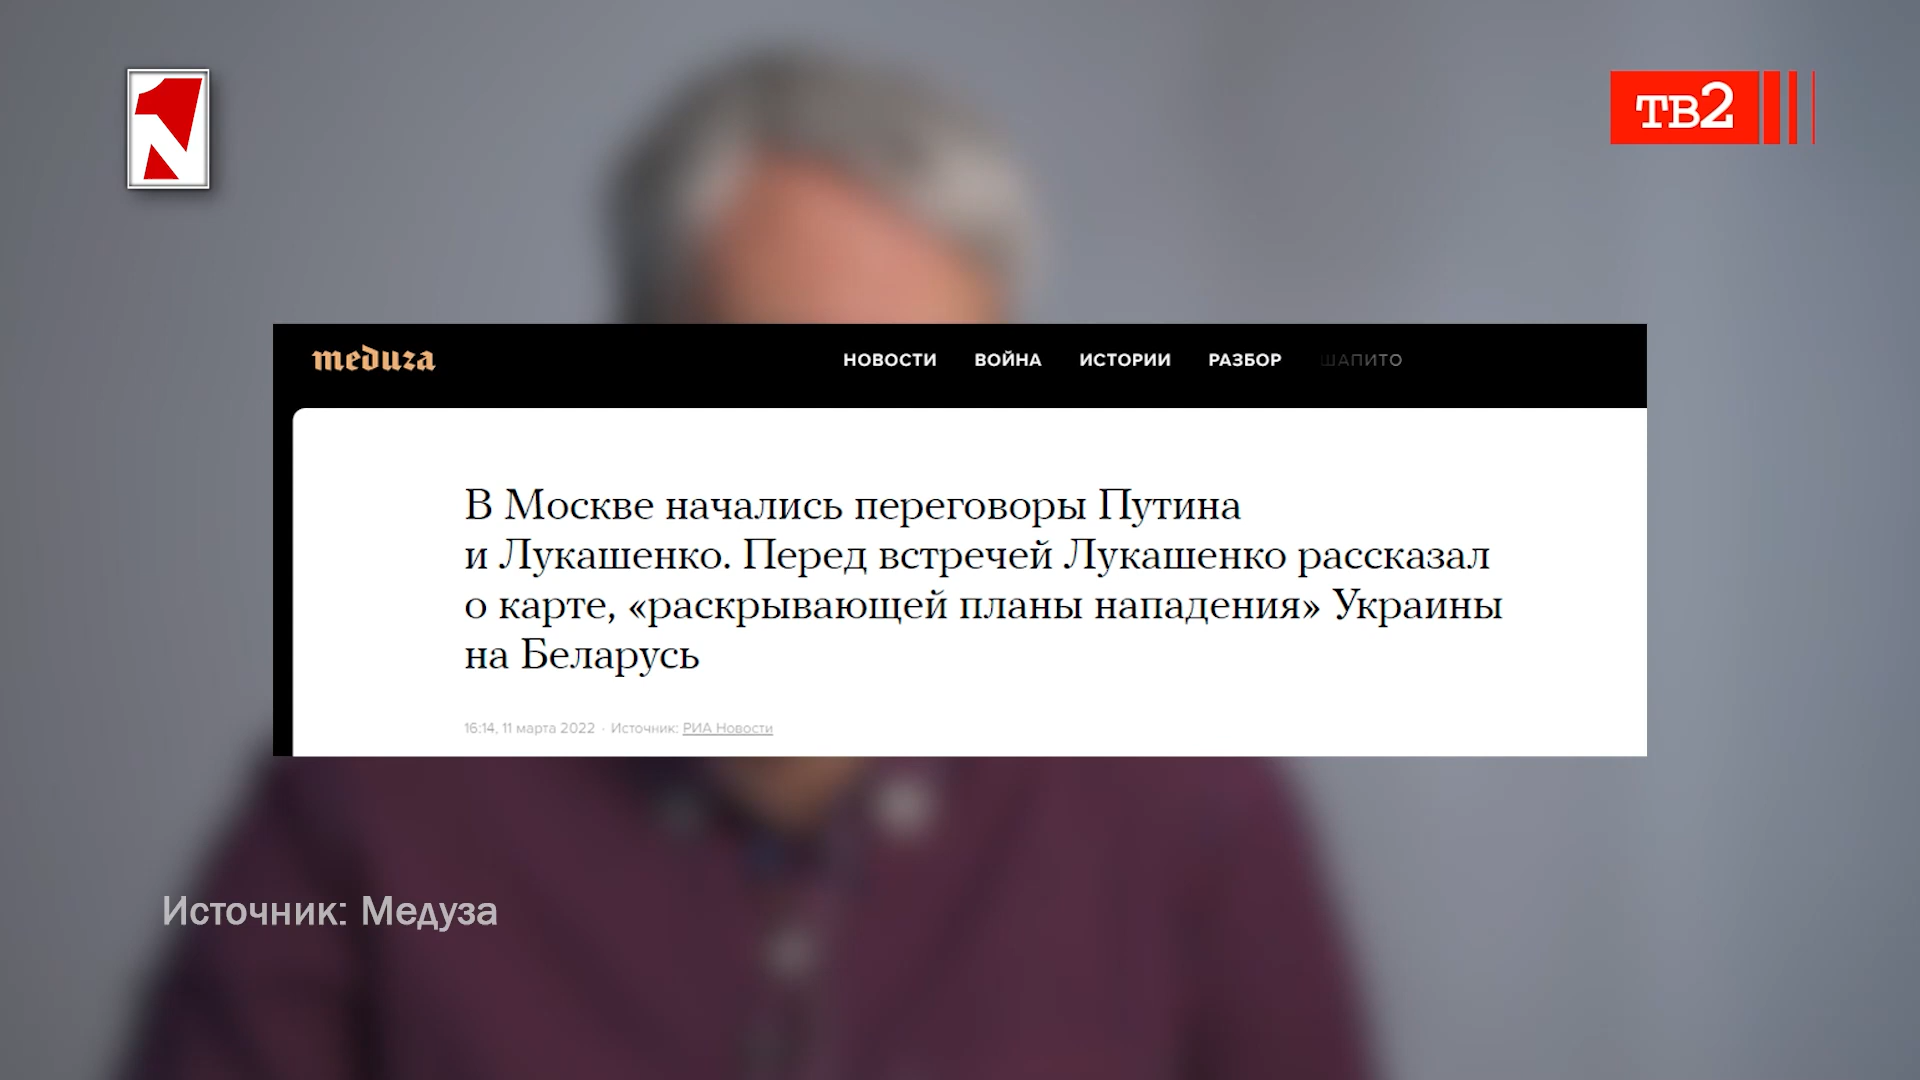 1N
ТВ2
meduza
НОВОСТИ ВОЙНА ИСТОРИИ РАЗБОР ШАПИТО
В Москве начались переговоры Путина
и Лукашенко. Перед встречей Лукашенко рассказал
о карте, «раскрывающей планы нападения» Украины
на Беларусь
16:14, 11 марта 2022 · Источник: РИА Новости
Источник: Медуза